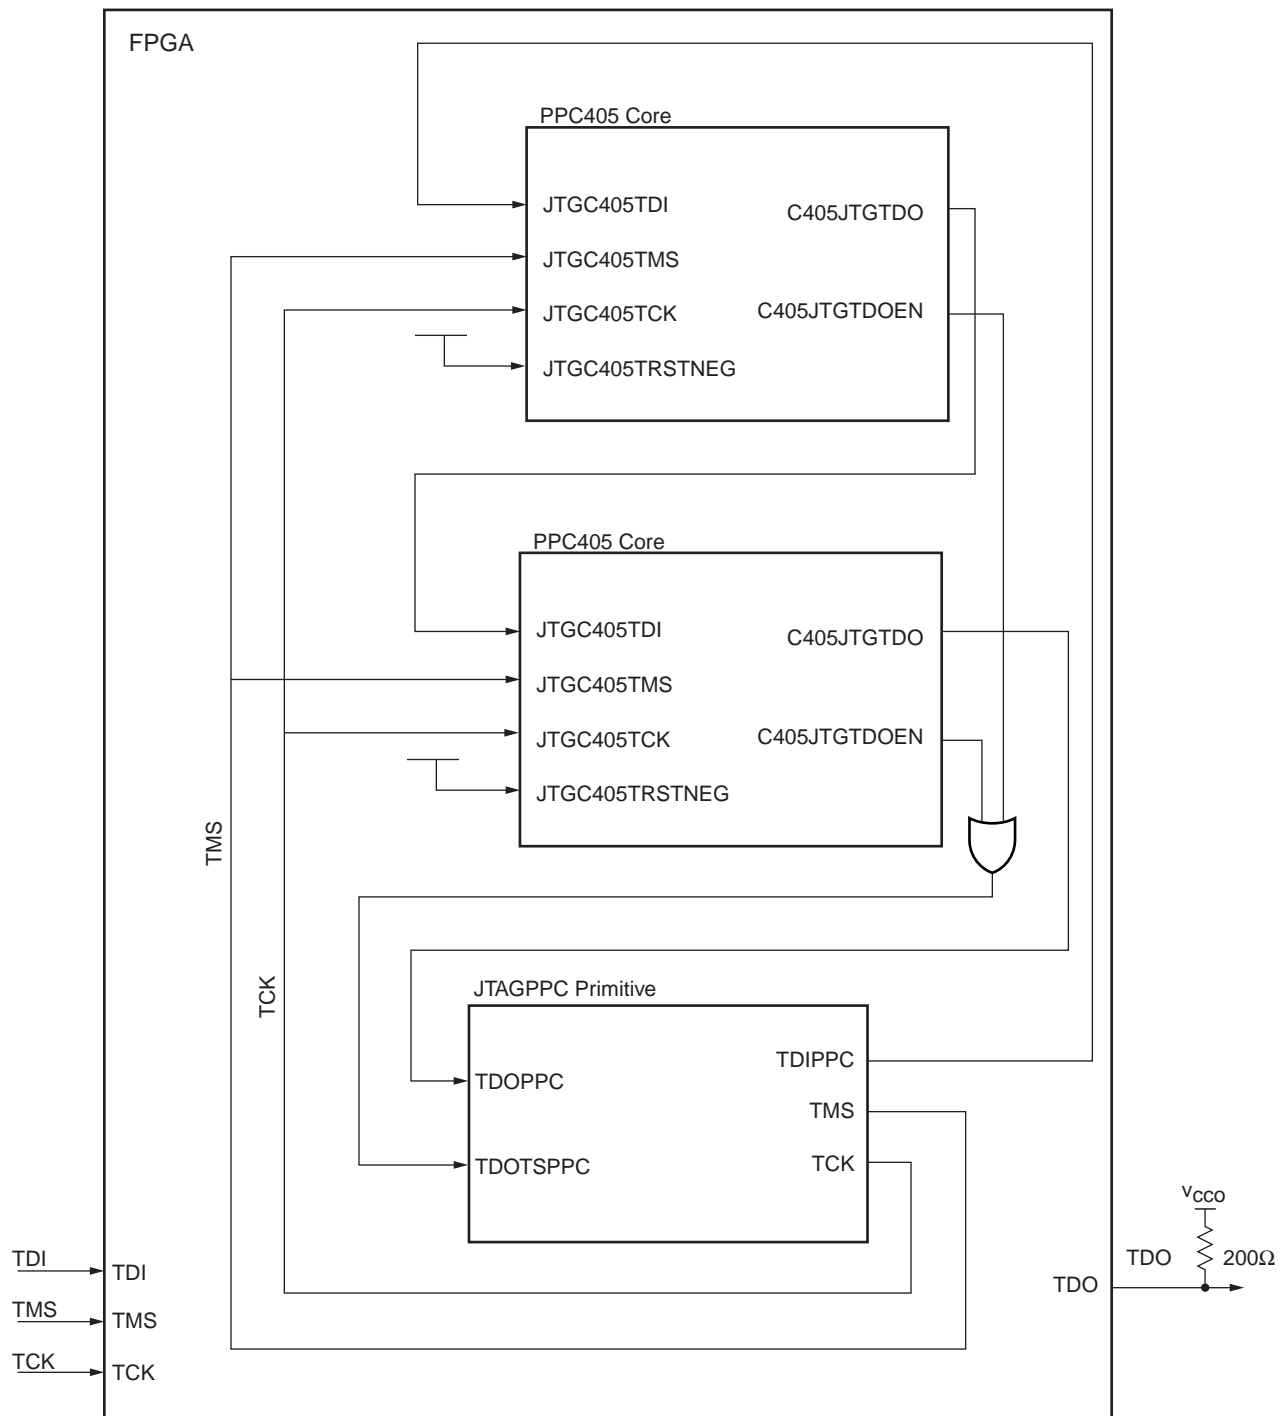 FPGA
PPC405 Core
JTGC405TDI
C405JTGTDO
JTGC405TMS
JTGC405TCK
C405JTGTDOEN
JTGC405TRSTNEG
PPC405 Core
JTGC405TDI
C405JTGTDO
JTGC405TMS
JTGC405TCK
C405JTGTDOEN
JTGC405TRSTNEG
TMS
TCK
JTAGPPC Primitive
TDIPPC
TDOPPC
TMS
TCK
TDOTSPPC
VCCO
200Ω
TDO
TDO
TDI
TDI
TMS
TMS
TCK
TCK